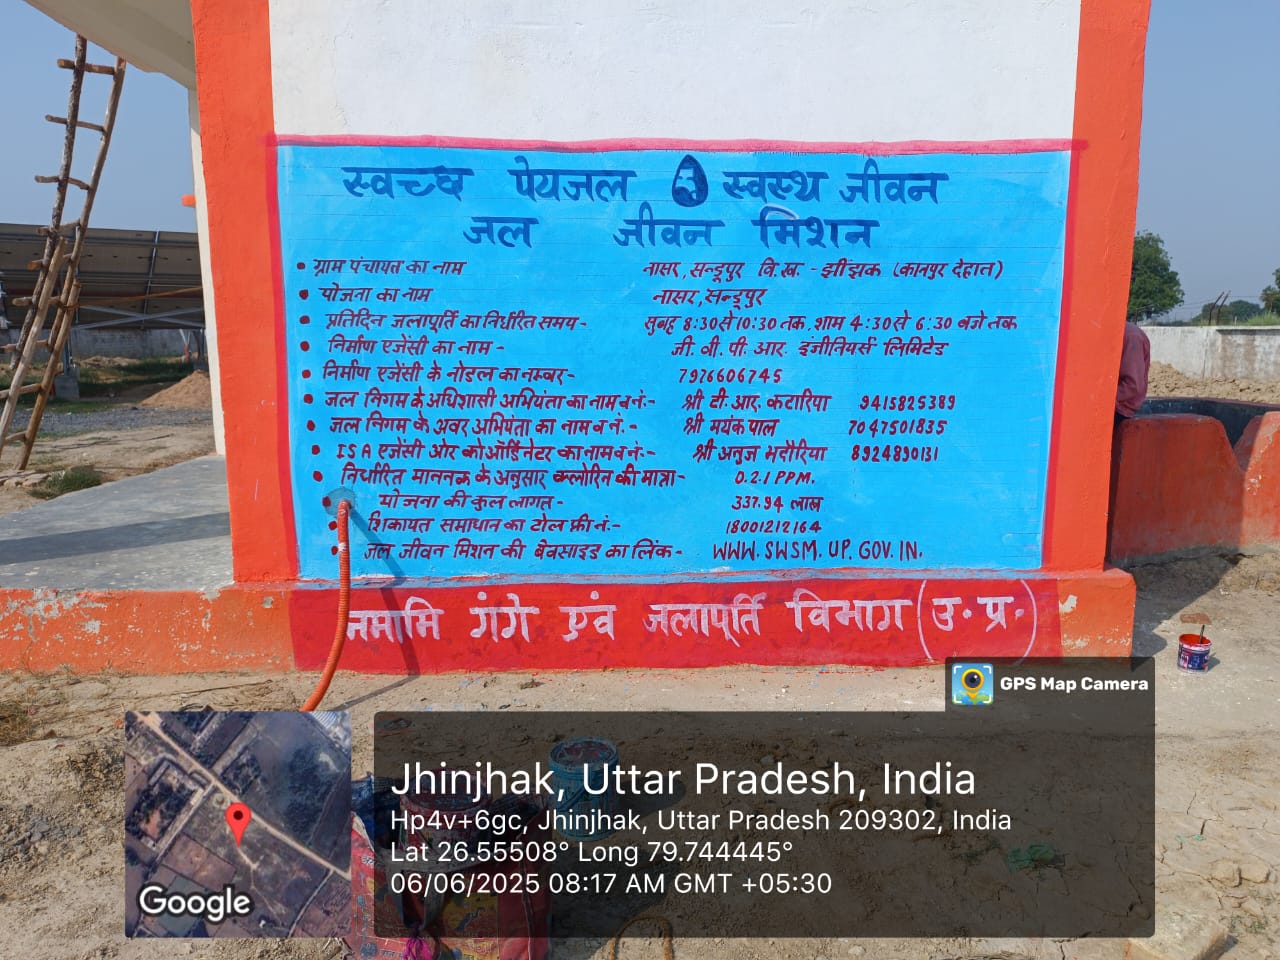 स्वच्छ पेयजल स्वस्थ जीवन
जल जीवन मिशन
• ग्राम पंचायत का नाम नासर, सन्दूपुर वि.ख. - झींझक (कानपुर देहात)
• योजना का नाम नासर, सन्दूपुर
• प्रतिदिन जलापूर्ति का निर्धारित समय- सुबह 8:30 से 10:30 तक, शाम 4:30 से 6:30 बजे तक
• निर्माण एजेंसी का नाम - जी. वी. पी. आर. इंजीनियर्स लिमिटेड
• निर्माण एजेंसी के नोडल का नम्बर- 7976606745
• जल निगम के अधिशासी अभियंता का नाम व नं.- श्री टी.आर. कटारिया 9415825389
• जल निगम के अवर अभियंता का नाम व नं.- श्री मयंक पाल 7047501835
• ISA एजेंसी और कोऑर्डिनेटर का नाम व नं.- श्री अनुज भदौरिया 8924890131
• निर्धारित माननक के अनुसार क्लोरिन की मात्रा- 0.2.1 PPM.
योजना की कुल लागत- 337.94 लाख
• शिकायत समाधान का टोल फ्री नं.- 18001212164
• जल जीवन मिशन की बेवसाइड का लिंक- WWW.SWSM.UP.GOV.IN.
नमामि गंगे एवं जलापूर्ति विभाग (उ.प्र.)
GPS Map Camera
Jhinjhak, Uttar Pradesh, India
Hp4v+6gc, Jhinjhak, Uttar Pradesh 209302, India
Lat 26.55508° Long 79.744445°
06/06/2025 08:17 AM GMT +05:30
Google